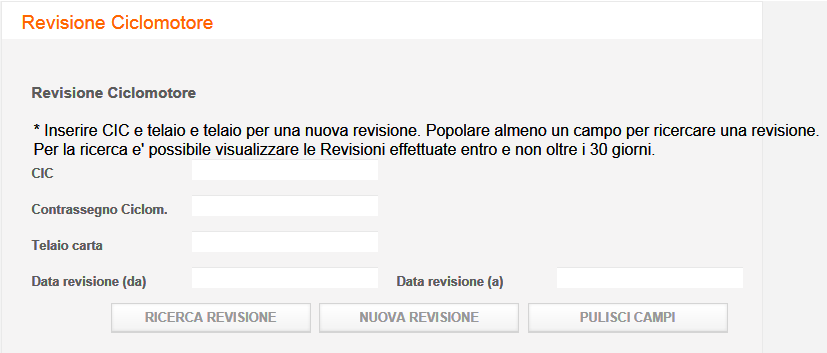 Revisione Ciclomotore
Revisione Ciclomotore
* Inserire CIC e telaio e telaio per una nuova revisione. Popolare almeno un campo per ricercare una revisione.
Per la ricerca e' possibile visualizzare le Revisioni effettuate entro e non oltre i 30 giorni.
CIC
Contrassegno Ciclom.
Telaio carta
Data revisione (da) Data revisione (a)
RICERCA REVISIONE NUOVA REVISIONE PULISCI CAMPI